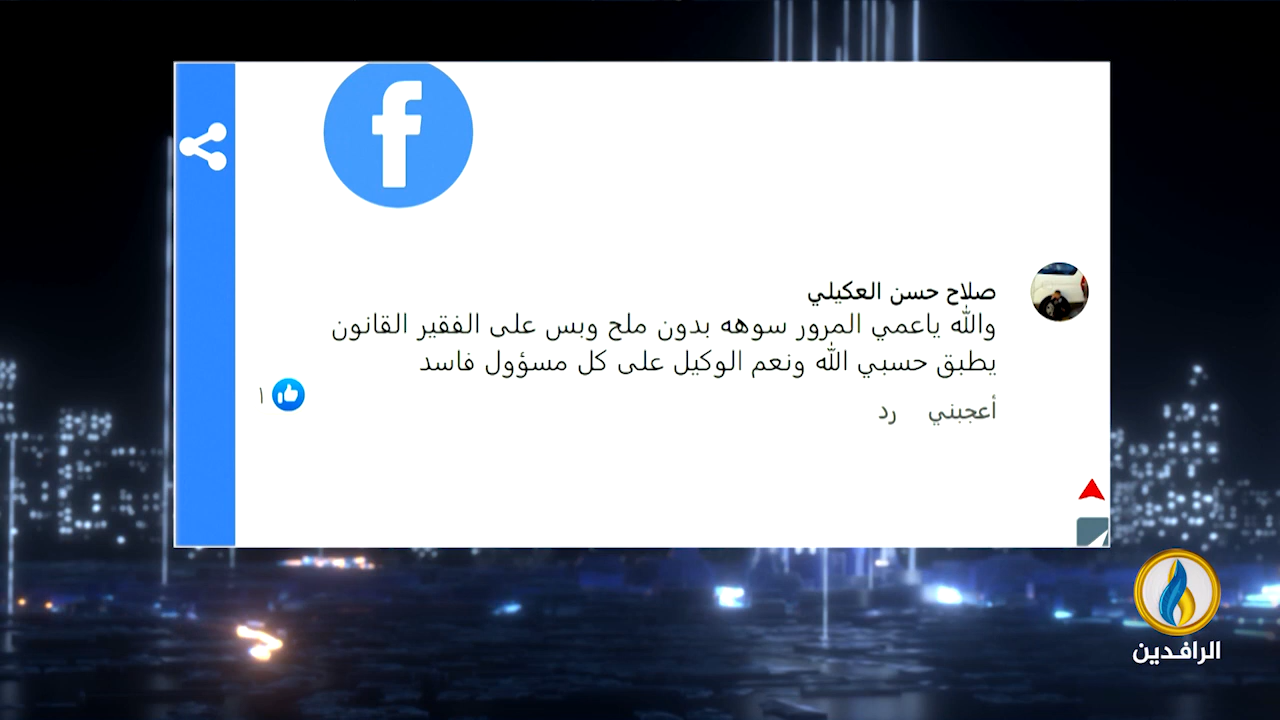 f
صلاح حسن العكيلي
والله ياعمي المرور سوهه بدون ملح وبس على الفقير القانون
يطبق حسبي الله ونعم الوكيل على كل مسؤول فاسد
١
أعجبني رد
الرافدين